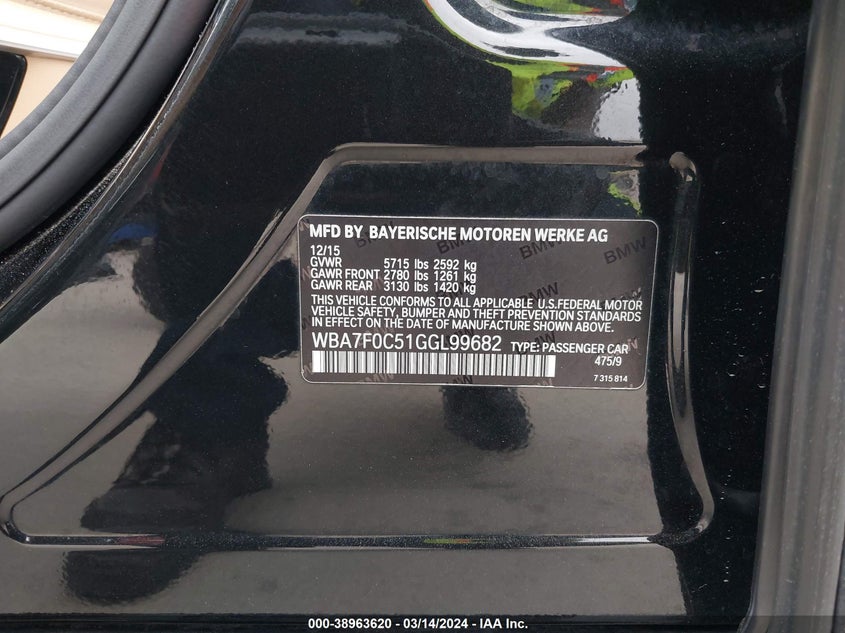 MFD BY BAYERISCHE MOTOREN WERKE AG
12/15
GVWR 5715 lbs 2592 kg
GAWR FRONT 2780 lbs 1261 kg
GAWR REAR 3130 lbs 1420 kg
THIS VEHICLE CONFORMS TO ALL APPLICABLE U.S.FEDERAL MOTOR
VEHICLE SAFETY, BUMPER AND THEFT PREVENTION STANDARDS
IN EFFECT ON THE DATE OF MANUFACTURE SHOWN ABOVE.
WBA7F0C51GGL99682 TYPE: PASSENGER CAR
475/9
7 315 814
000-38963620 - 03/14/2024 - IAA Inc.